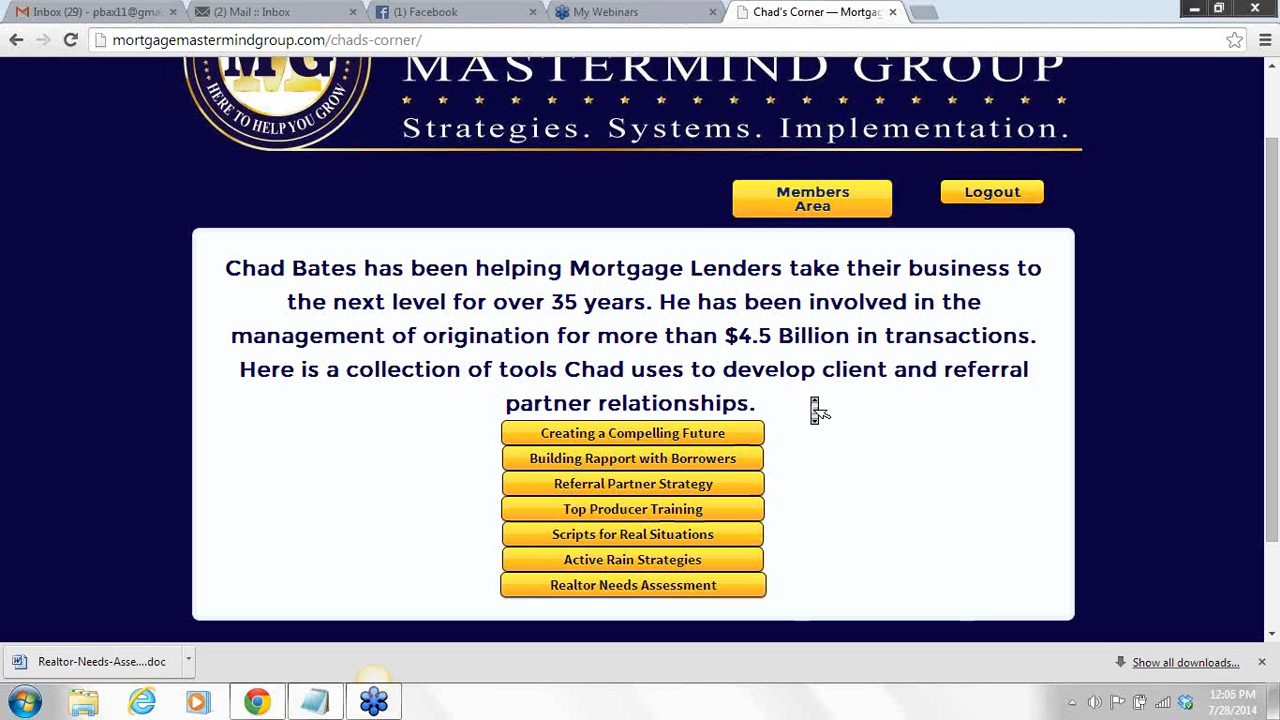 Inbox (29) - pbax11@gma
(2) Mail :: Inbox
(1) Facebook
My Webinars
Chad's Corner — Mortgag
mortgagemastermindgroup.com/chads-corner/
MG
HERE TO HELP YOU GROW
MASTERMIND GROUP
Strategies. Systems. Implementation.
Members
Area
Logout
Chad Bates has been helping Mortgage Lenders take their business to
the next level for over 35 years. He has been involved in the
management of origination for more than $4.5 Billion in transactions.
Here is a collection of tools Chad uses to develop client and referral
partner relationships.
Creating a Compelling Future
Building Rapport with Borrowers
Referral Partner Strategy
Top Producer Training
Scripts for Real Situations
Active Rain Strategies
Realtor Needs Assessment
Realtor-Needs-Asse....doc
Show all downloads...
12:05 PM
7/28/2014